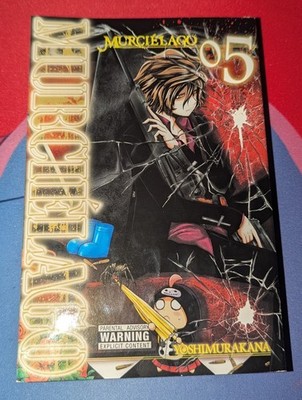 MURCIÉLAGO
MURCIÉLAGO
05
PARENTAL ADVISORY
WARNING
EXPLICIT CONTENT
YOSHIMURAKANA